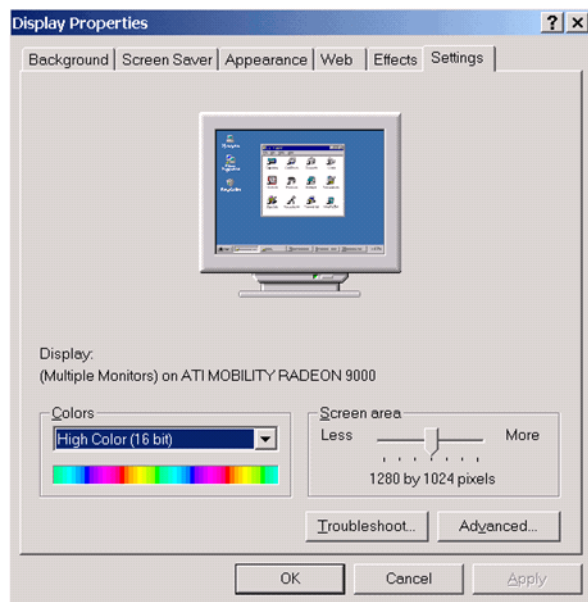 Display Properties
Background Screen Saver Appearance Web Effects Settings
Display:
(Multiple Monitors) on ATI MOBILITY RADEON 9000
Colors
High Color (16 bit)
Screen area
Less More
1280 by 1024 pixels
Troubleshoot... Advanced...
OK Cancel Apply